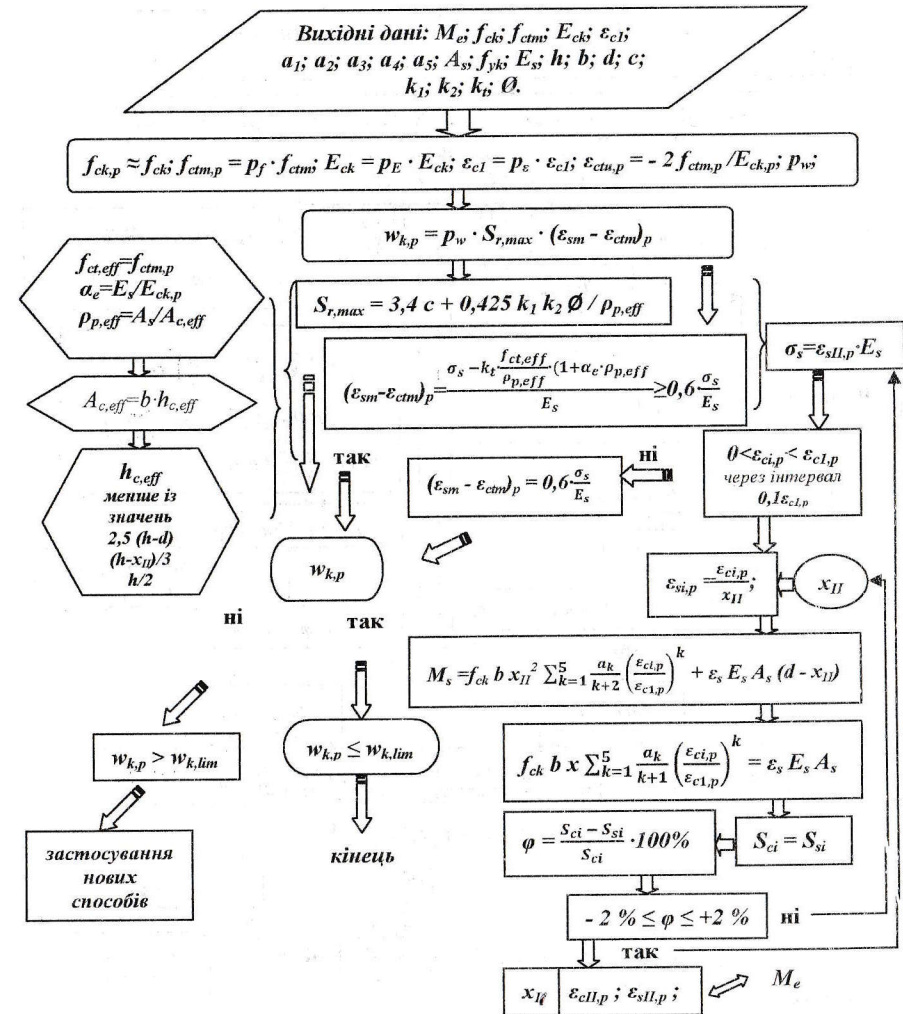 Вихідні дані: Mₑ; f_ck; f_ctm; E_ck; ε_c1;
a₁; a₂; a₃; a₄; a₅; A_s; f_yk; E_s; h; b; d; c;
k₁; k₂; k_t; Ø.
f_ck,p ≈ f_ck; f_ctm,p = p_f · f_ctm; E_ck = p_E · E_ck; ε_c1 = p_ε · ε_c1; ε_ctu,p = - 2 f_ctm,p /E_ck,p; p_w;
w_k,p = p_w · S_r,max · (ε_sm - ε_ctm)_p
f_ct,eff=f_ctm,p
α_e=E_s/E_ck,p
ρ_p,eff=A_s/A_c,eff
A_c,eff=b·h_c,eff
h_c,eff
менше із
значень
2,5 (h-d)
(h-x_II)/3
h/2
S_r,max = 3,4 c + 0,425 k₁ k₂ Ø / ρ_p,eff
(ε_sm-ε_ctm)_p = (σ_s - k_t f_ct,eff/ρ_p,eff ·(1+α_e·ρ_p,eff)/E_s ≥ 0,6·σ_s/E_s
σ_s=ε_sII,p·E_s
так
ні
(ε_sm - ε_ctm)_p = 0,6·σ_s/E_s
0<ε_ci,p< ε_c1,p
через інтервал
0,1ε_c1,p
w_k,p
ε_si,p = ε_ci,p/x_II;
x_II
ні
так
M_s =f_ck b x_II² ∑_{k=1}^5 a_k/(k+2) (ε_ci,p/ε_c1,p)^k + ε_s E_s A_s (d - x_II)
w_k,p > w_k,lim
w_k,p ≤ w_k,lim
f_ck b x ∑_{k=1}^5 a_k/(k+1) (ε_ci,p/ε_c1,p)^k = ε_s E_s A_s
застосування
нових
способів
кінець
φ = (S_ci − S_si)/S_ci ·100%
S_ci = S_si
- 2 % ≤ φ ≤ +2 %
ні
так
ε_cII,p ; ε_sII,p ;
Mₑ